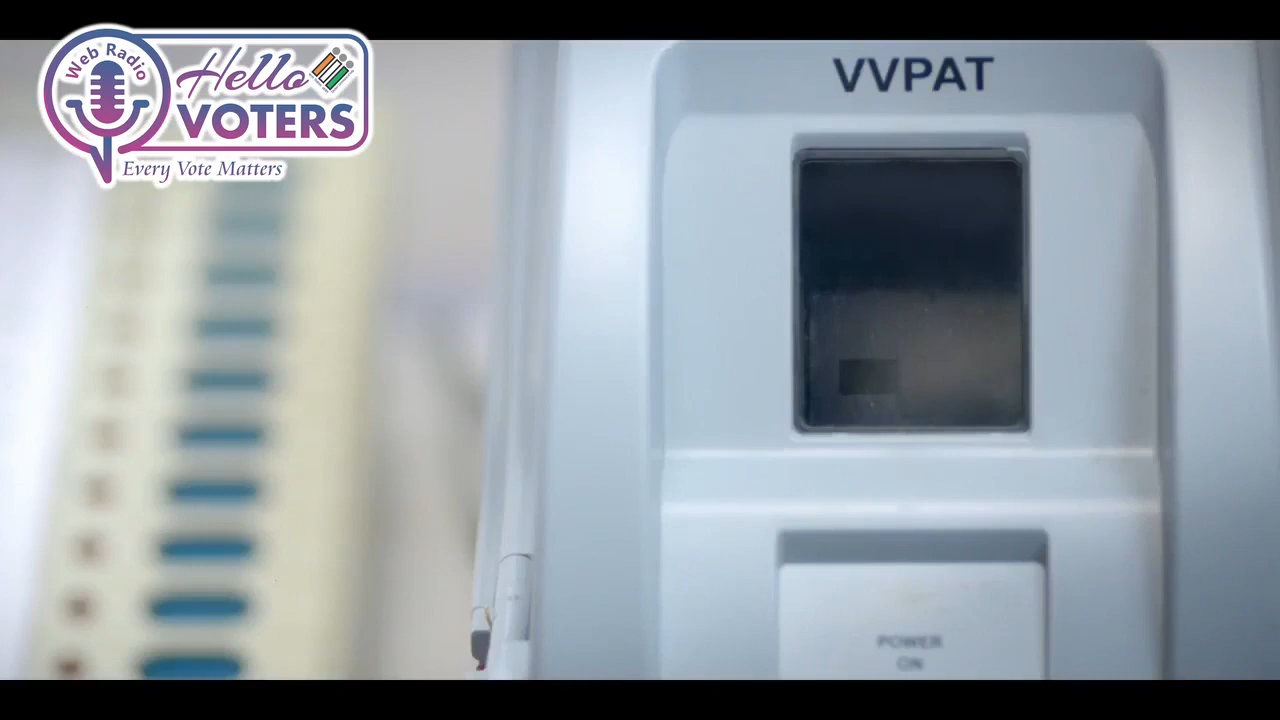 Web Radio
Hello
VOTERS
Every Vote Matters
VVPAT
POWER
ON